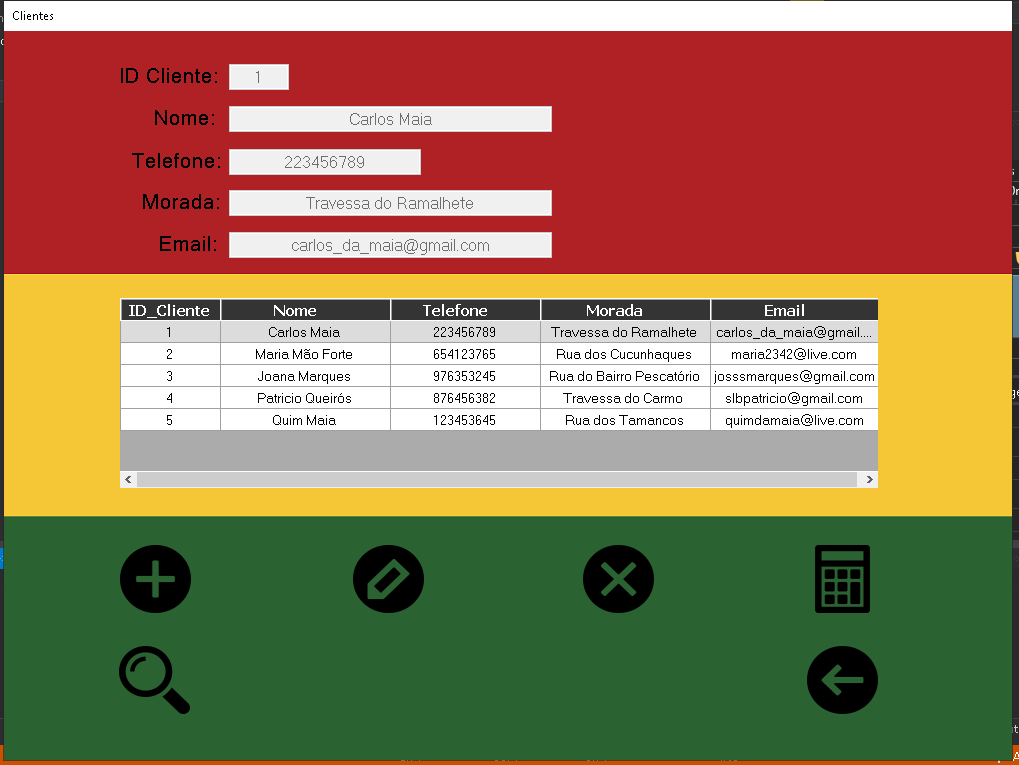 Clientes
ID Cliente: 1
Nome: Carlos Maia
Telefone: 223456789
Morada: Travessa do Ramalhete
Email: carlos_da_maia@gmail.com
ID_Cliente Nome Telefone Morada Email
1 Carlos Maia 223456789 Travessa do Ramalhete carlos_da_maia@gmail....
2 Maria Mão Forte 654123765 Rua dos Cucunhaques maria2342@live.com
3 Joana Marques 976353245 Rua do Bairro Pescatório josssmarques@gmail.com
4 Patricio Queirós 876456382 Travessa do Carmo slbpatricio@gmail.com
5 Quim Maia 123453645 Rua dos Tamancos quimdamaia@live.com